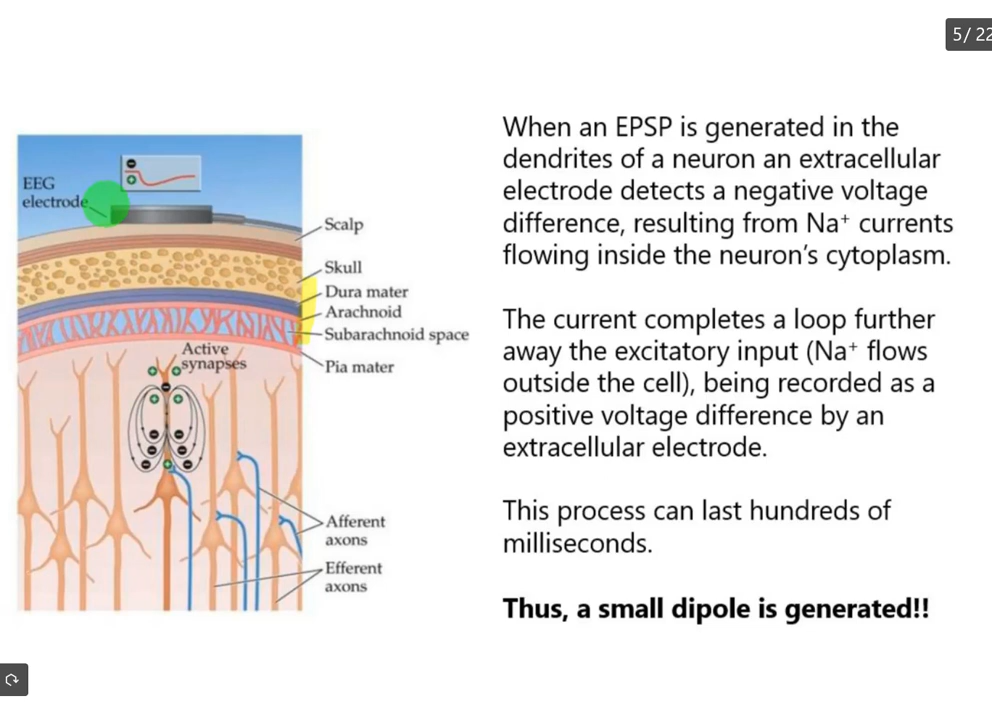 5/ 22
EEG
electrode
Scalp
Skull
Dura mater
Arachnoid
Subarachnoid space
Active
synapses
Pia mater
Afferent
axons
Efferent
axons
When an EPSP is generated in the
dendrites of a neuron an extracellular
electrode detects a negative voltage
difference, resulting from Na⁺ currents
flowing inside the neuron’s cytoplasm.
The current completes a loop further
away the excitatory input (Na⁺ flows
outside the cell), being recorded as a
positive voltage difference by an
extracellular electrode.
This process can last hundreds of
milliseconds.
Thus, a small dipole is generated!!